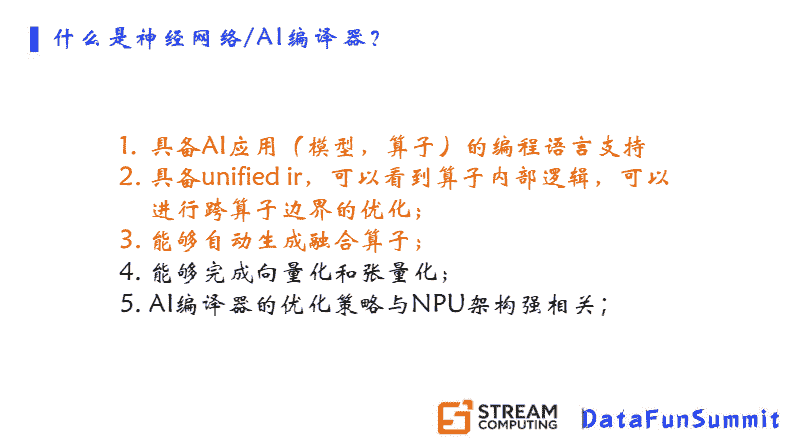 什么是神经网络/AI编译器?
1. 具备AI应用(模型,算子)的编程语言支持
2. 具备unified ir,可以看到算子内部逻辑,可以
进行跨算子边界的优化;
3. 能够自动生成融合算子;
4. 能够完成向量化和张量化;
5. AI编译器的优化策略与NPU架构强相关;
STREAM
COMPUTING
DataFunSummit